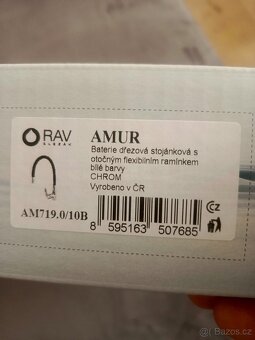 RAV
SLEZÁK
AMUR
Baterie dřezová stojánková s
otočným flexibilním ramínkem
bílé barvy
CHROM
Vyrobeno v ČR
AM719.0/10B
8 595163 507685
CZ
© Bazos.cz